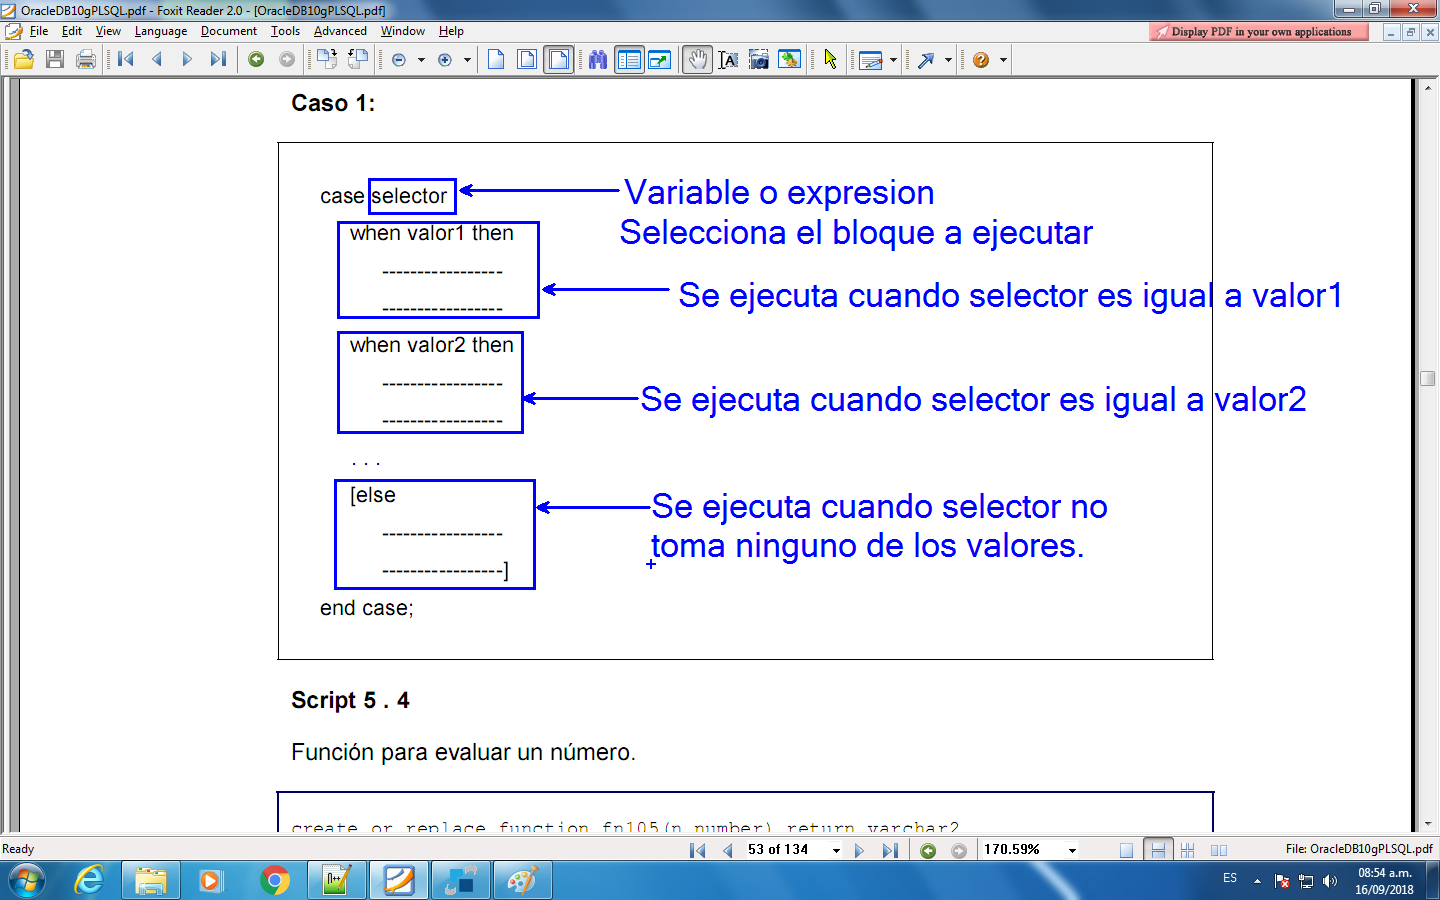 OracleDB10gPLSQL.pdf - Foxit Reader 2.0 - [OracleDB10gPLSQL.pdf]
File Edit View Language Document Tools Advanced Window Help
Display PDF in your own applications
Caso 1:
case selector
Variable o expresion
Selecciona el bloque a ejecutar
when valor1 then
-----------------
-----------------
Se ejecuta cuando selector es igual a valor1
when valor2 then
-----------------
-----------------
Se ejecuta cuando selector es igual a valor2
. . .
[else
-----------------
-----------------]
Se ejecuta cuando selector no
toma ninguno de los valores.
end case;
Script 5 . 4
Función para evaluar un número.
create or replace function fn105(n number) return varchar2
Ready
53 of 134
170.59%
File: OracleDB10gPLSQL.pdf
ES
08:54 a.m.
16/09/2018